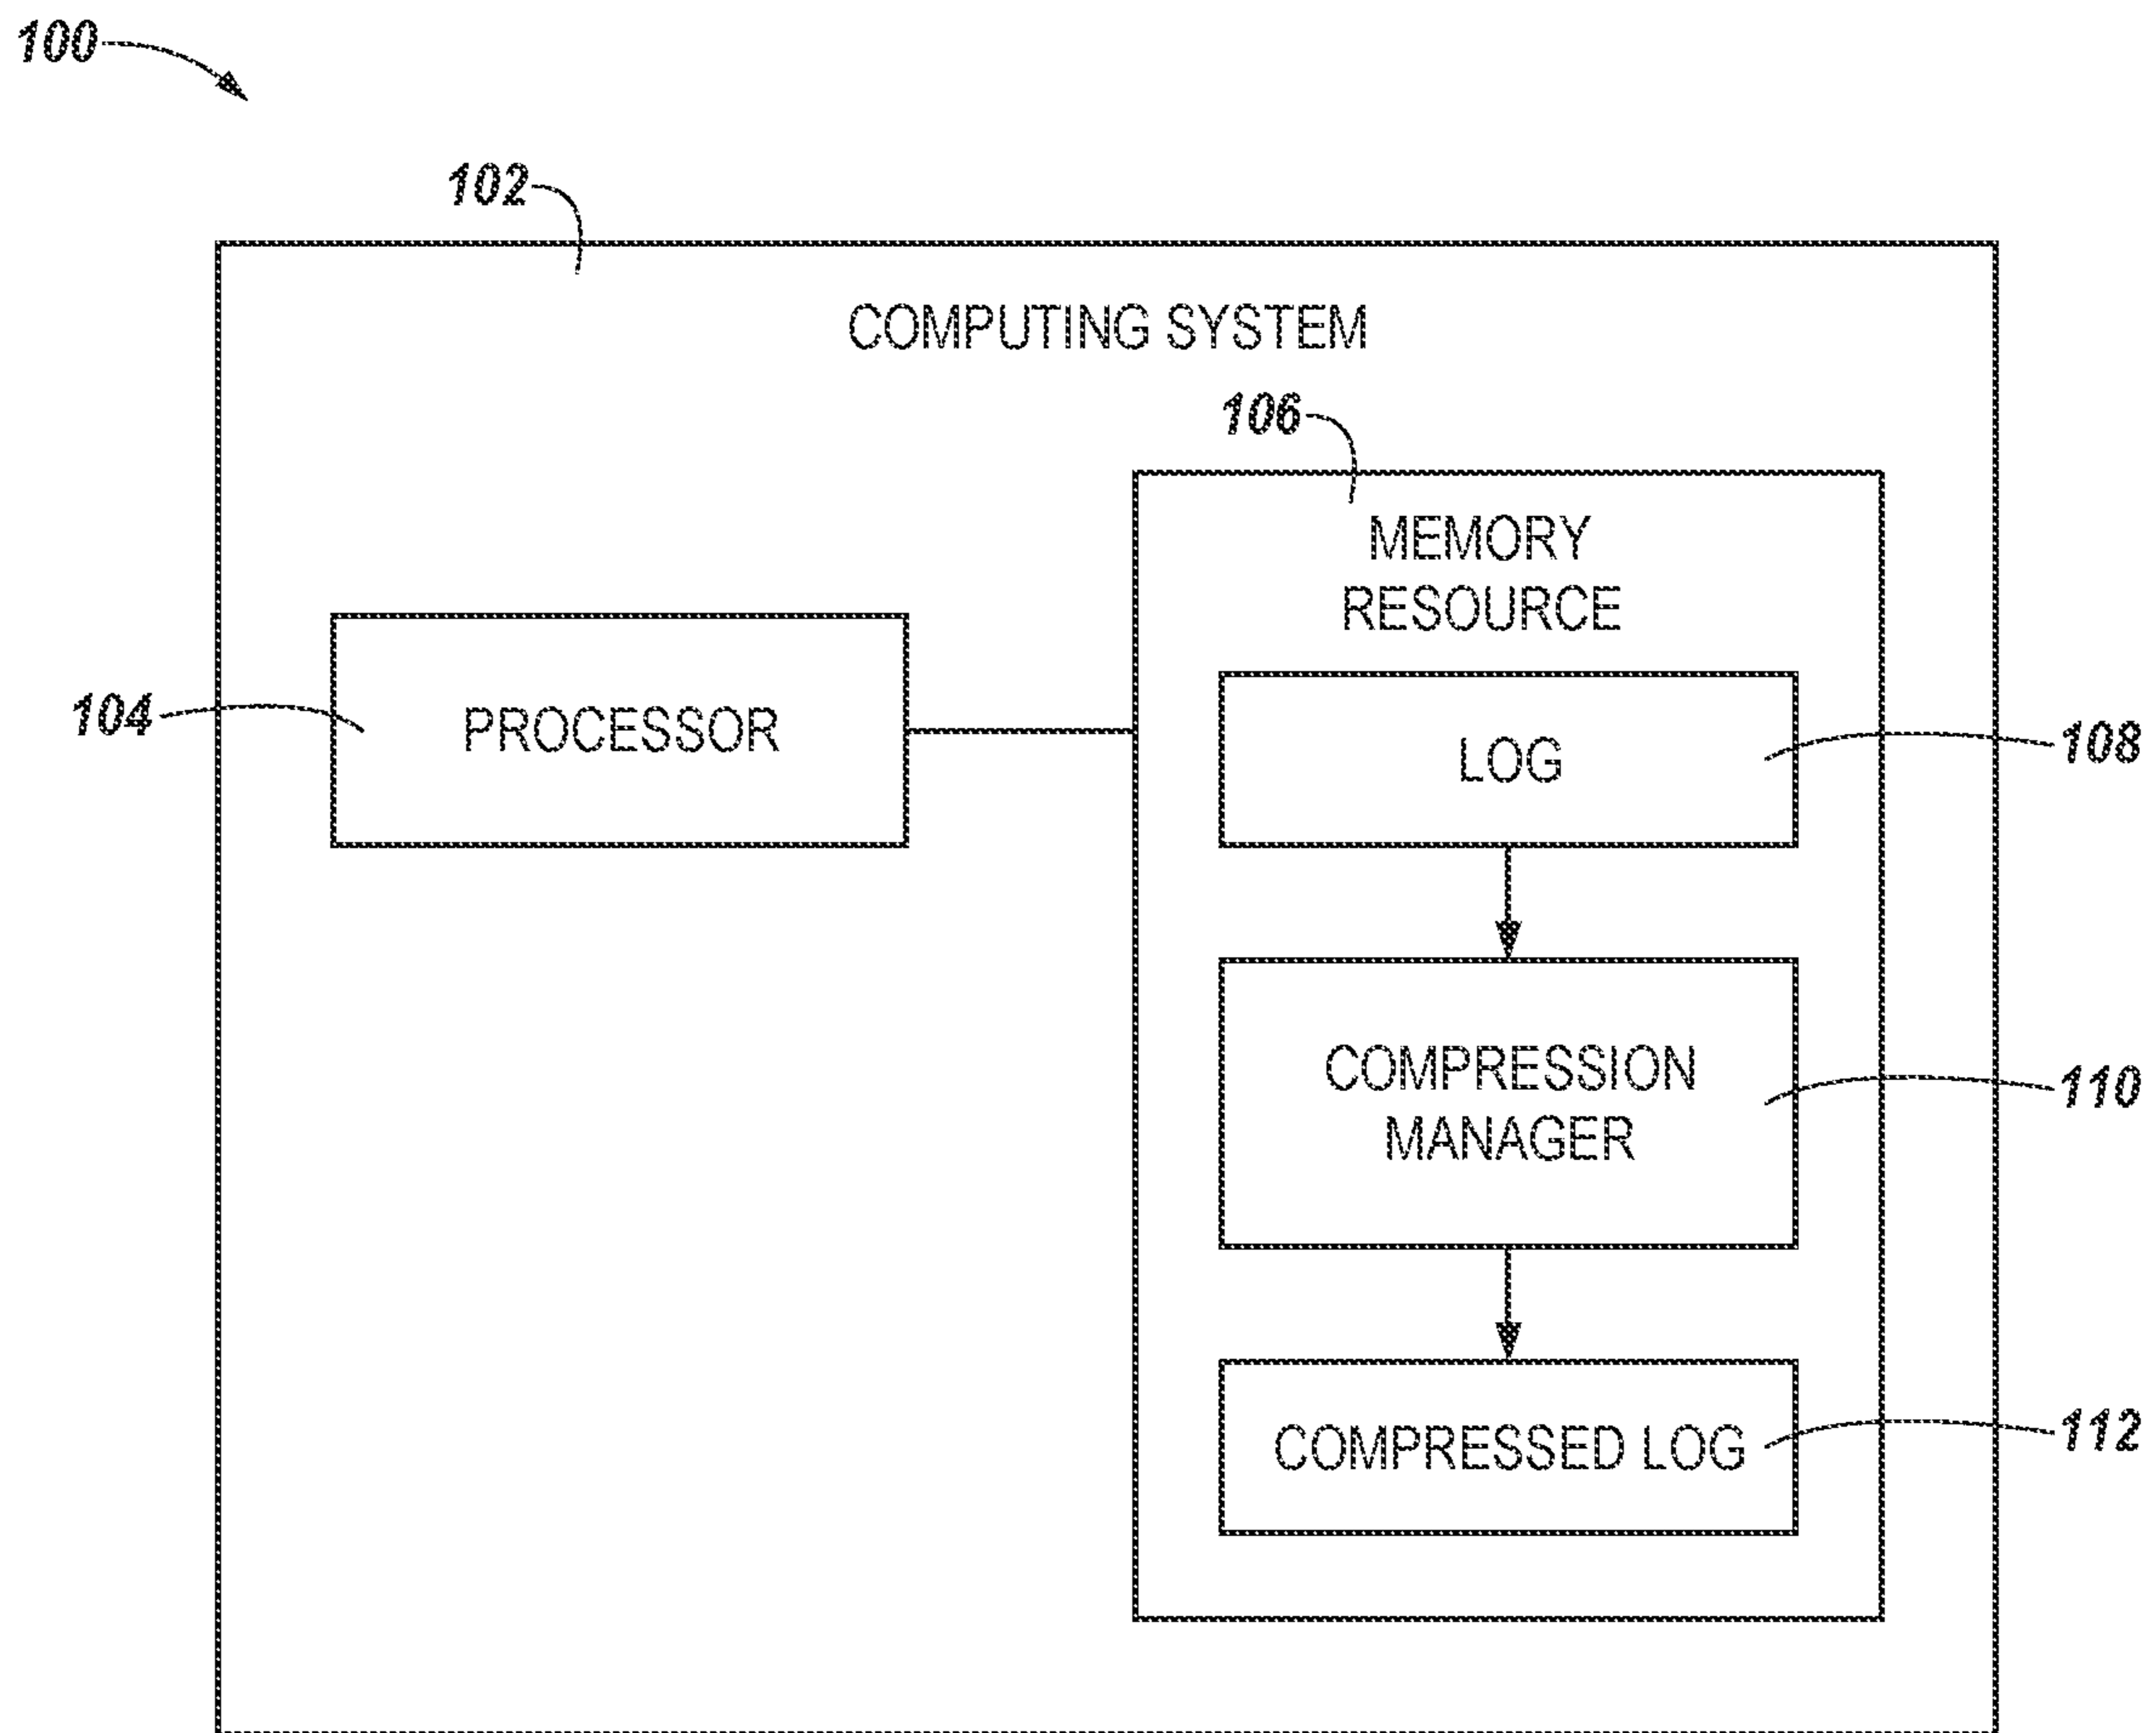 100
102
COMPUTING SYSTEM
106
MEMORY
RESOURCE
104
PROCESSOR
LOG
108
COMPRESSION
MANAGER
110
COMPRESSED LOG
112